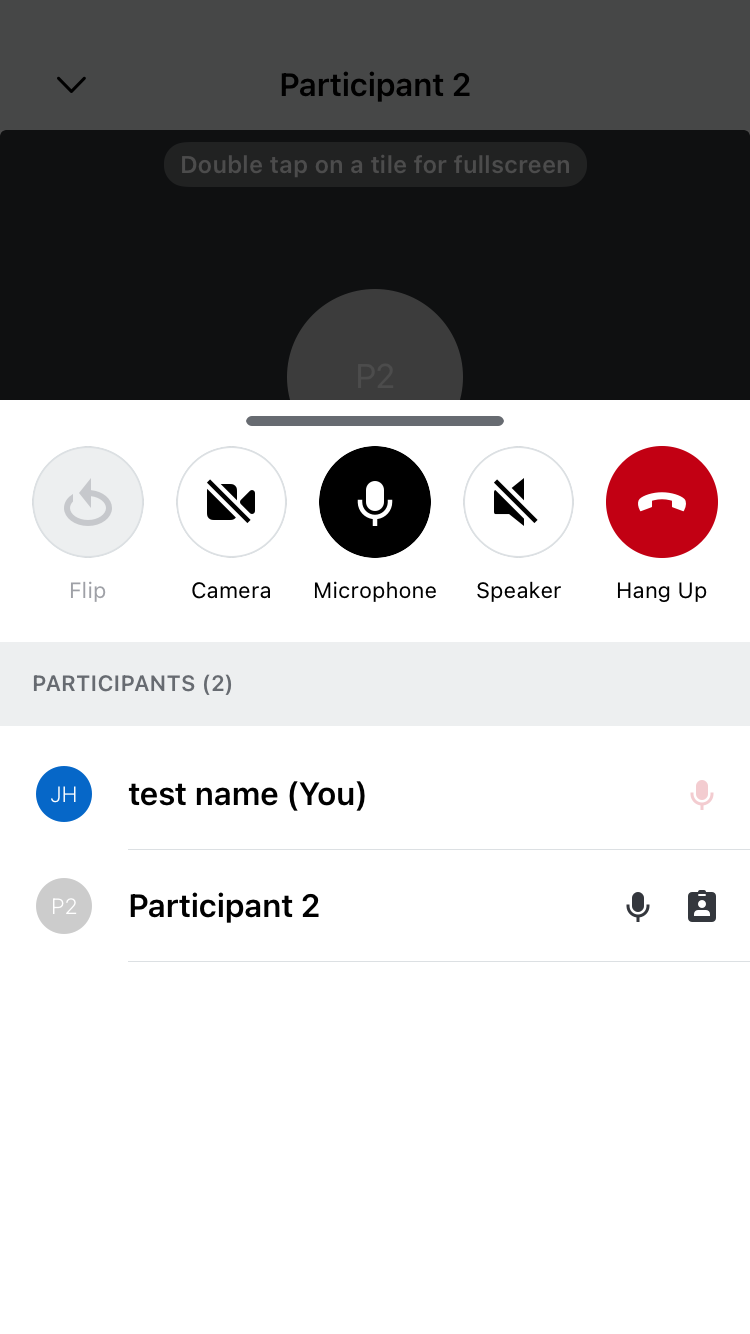 Participant 2
Double tap on a tile for fullscreen
P2
Flip
Camera
Microphone
Speaker
Hang Up
PARTICIPANTS (2)
JH
test name (You)
P2
Participant 2